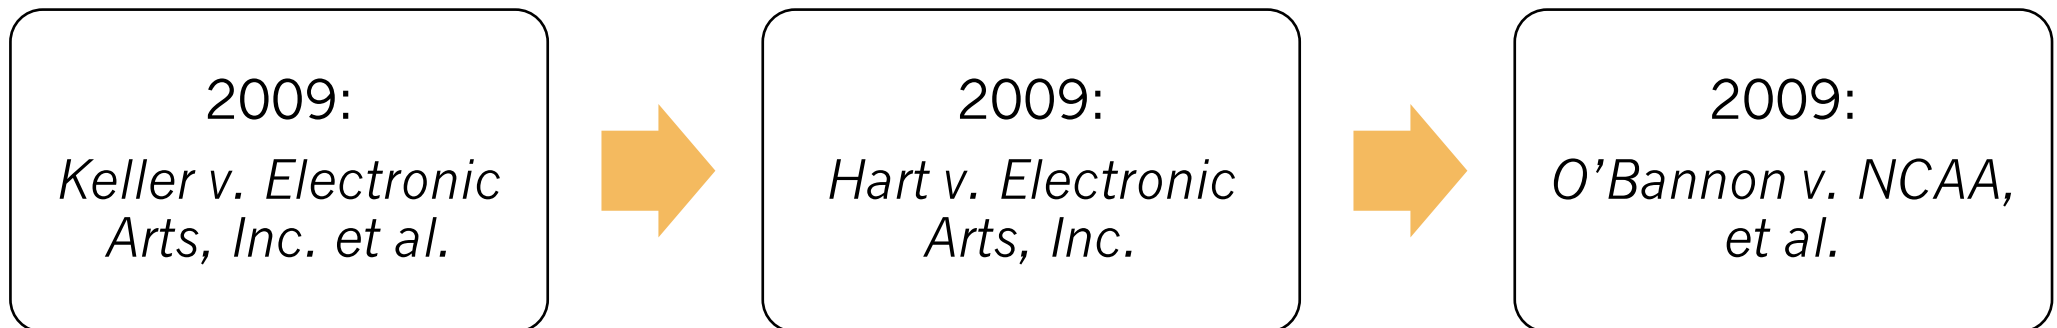 2009:
Keller v. Electronic
Arts, Inc. et al.
2009:
Hart v. Electronic
Arts, Inc.
2009:
O’Bannon v. NCAA,
et al.